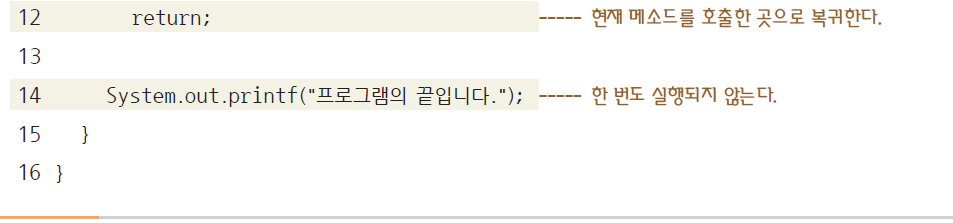 12 return; ----- 현재 메소드를 호출한 곳으로 복귀한다.
13
14 System.out.printf("프로그램의 끝입니다."); ----- 한 번도 실행되지 않는다.
15 }
16 }